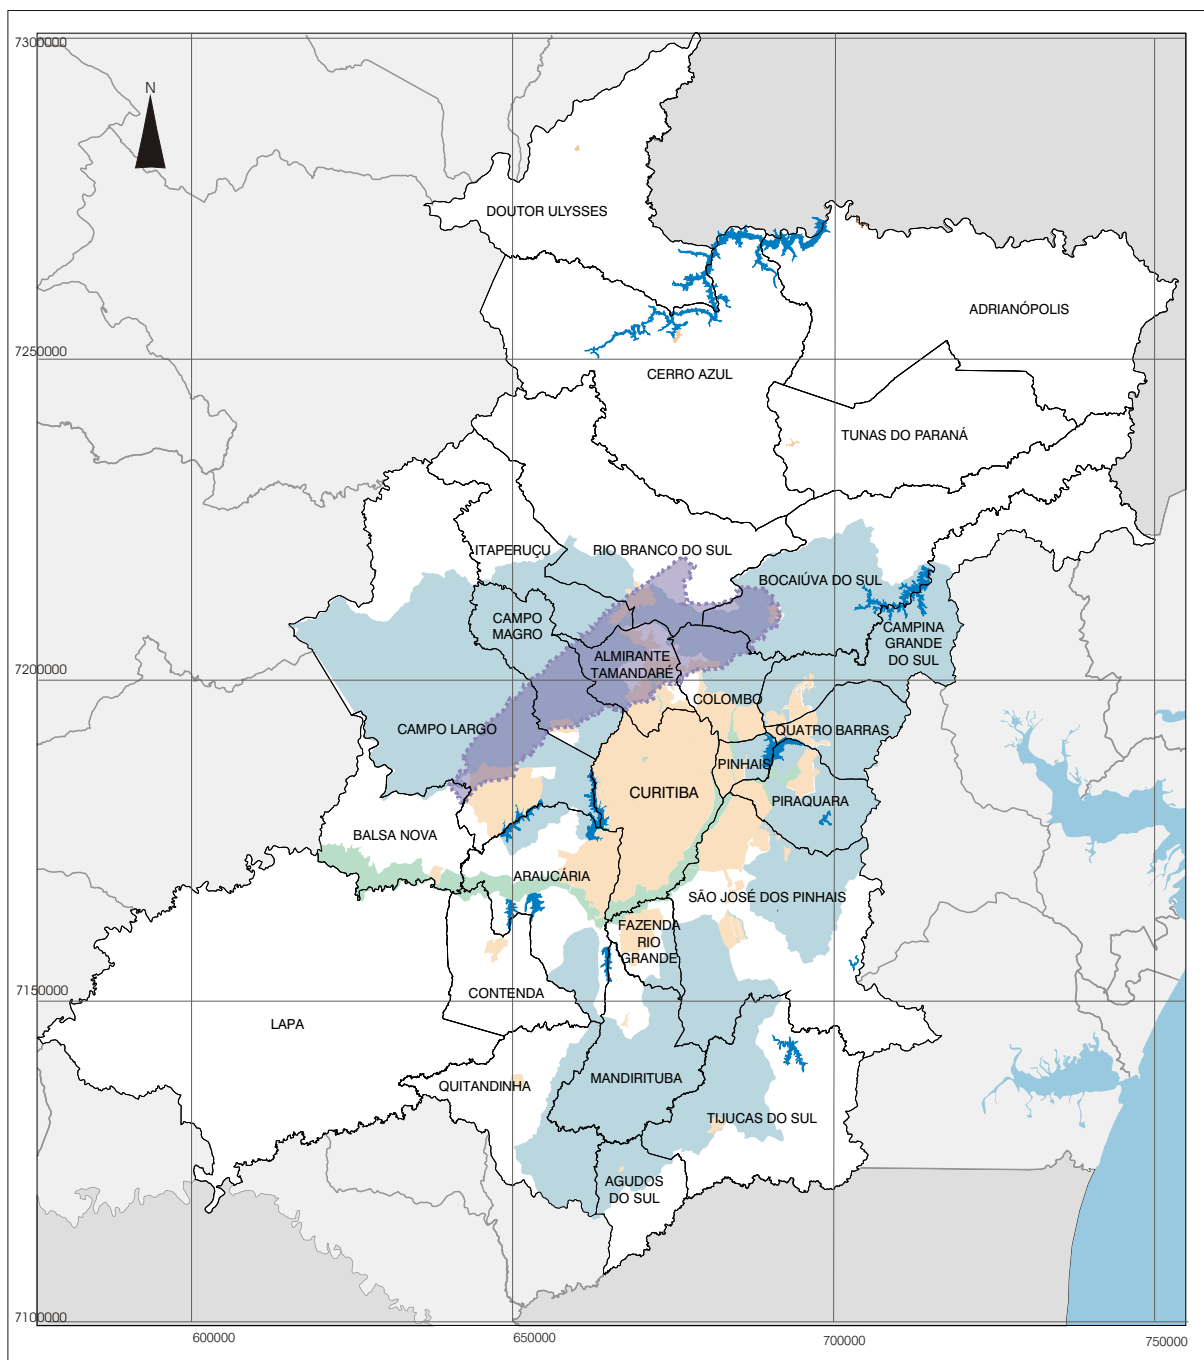 7300000
N
DOUTOR ULYSSES
ADRIANÓPOLIS
7250000
CERRO AZUL
TUNAS DO PARANÁ
ITAPERUÇU
RIO BRANCO DO SUL
BOCAIÚVA DO SUL
CAMPO
MAGRO
CAMPINA
GRANDE
DO SUL
ALMIRANTE
TAMANDARÉ
7200000
COLOMBO
CAMPO LARGO
QUATRO BARRAS
PINHAIS
CURITIBA
PIRAQUARA
BALSA NOVA
ARAUCÁRIA
SÃO JOSÉ DOS PINHAIS
FAZENDA
RIO
GRANDE
CONTENDA
7150000
LAPA
QUITANDINHA
MANDIRITUBA
TIJUCAS DO SUL
AGUDOS
DO SUL
7100000
600000
650000
700000
750000